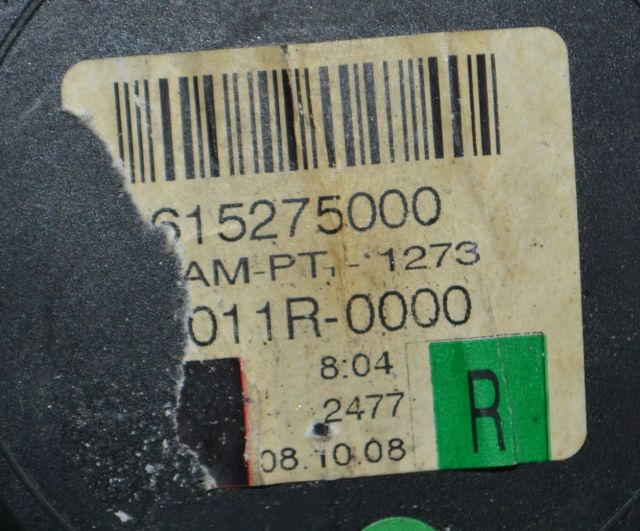 615275000
AM-PT - 1273
011R-0000
8:04
2477
08.10.08
R